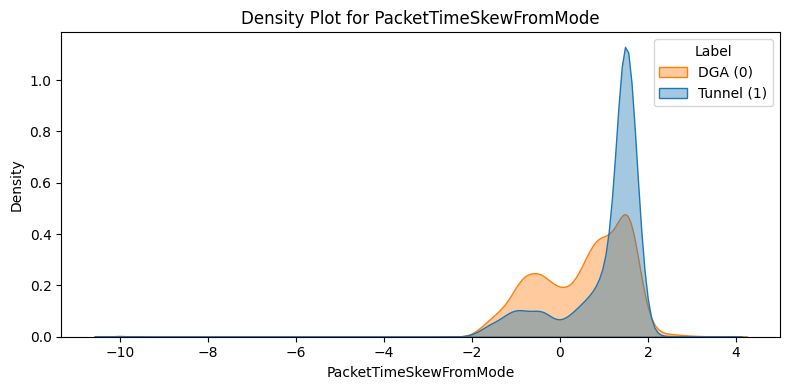 Density Plot for PacketTimeSkewFromMode
Label
DGA (0)
Tunnel (1)
1.0
0.8
0.6
0.4
0.2
0.0
Density
−10
−8
−6
−4
−2
0
2
4
PacketTimeSkewFromMode